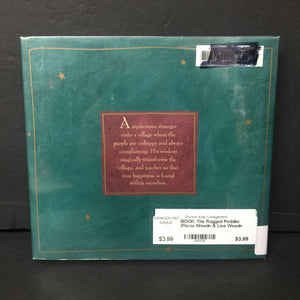 A mysterious stranger
visits a village where the
people are unhappy and always
complaining. His wisdom
magically transforms the
village, and teaches us that
true happiness is found
within ourselves.
Encore Kids Consignment
BOOK: The Ragged Peddler
(Flavia Weedn & Lisa Weedn
$3.99
$3.99